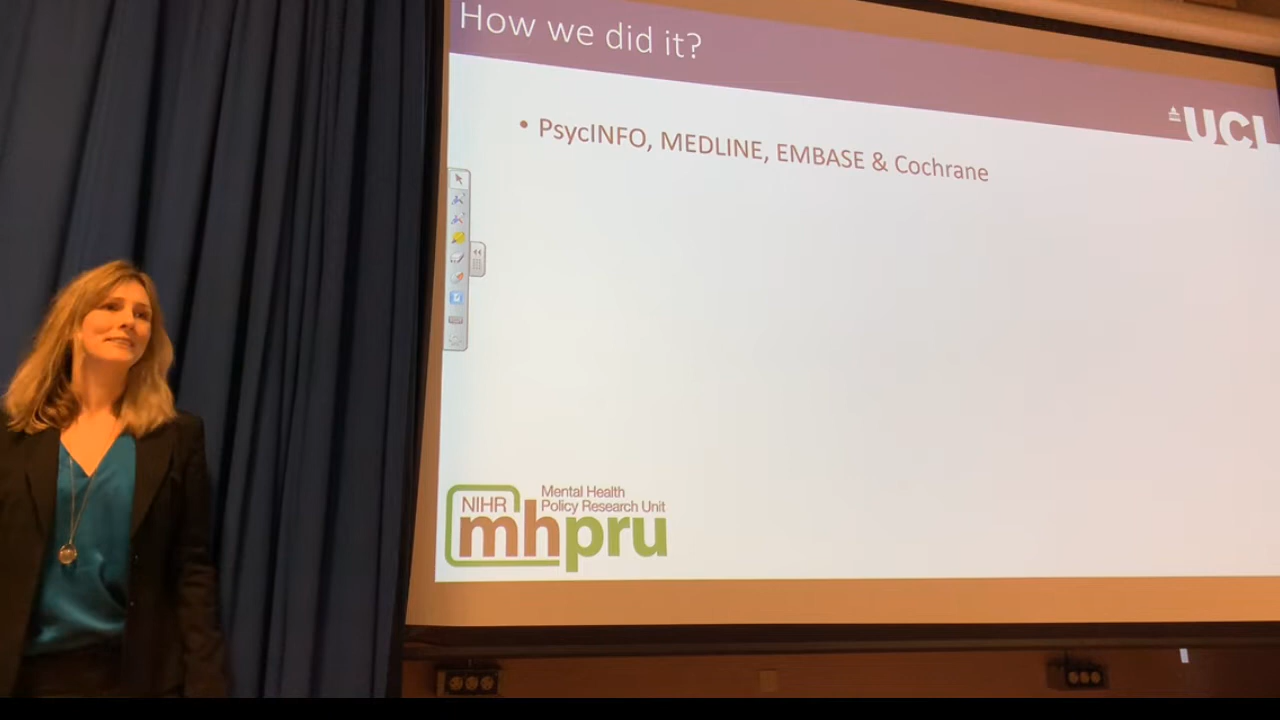 How we did it?
UCL
• PsycINFO, MEDLINE, EMBASE & Cochrane
NIHR
Mental Health
Policy Research Unit
mhpru